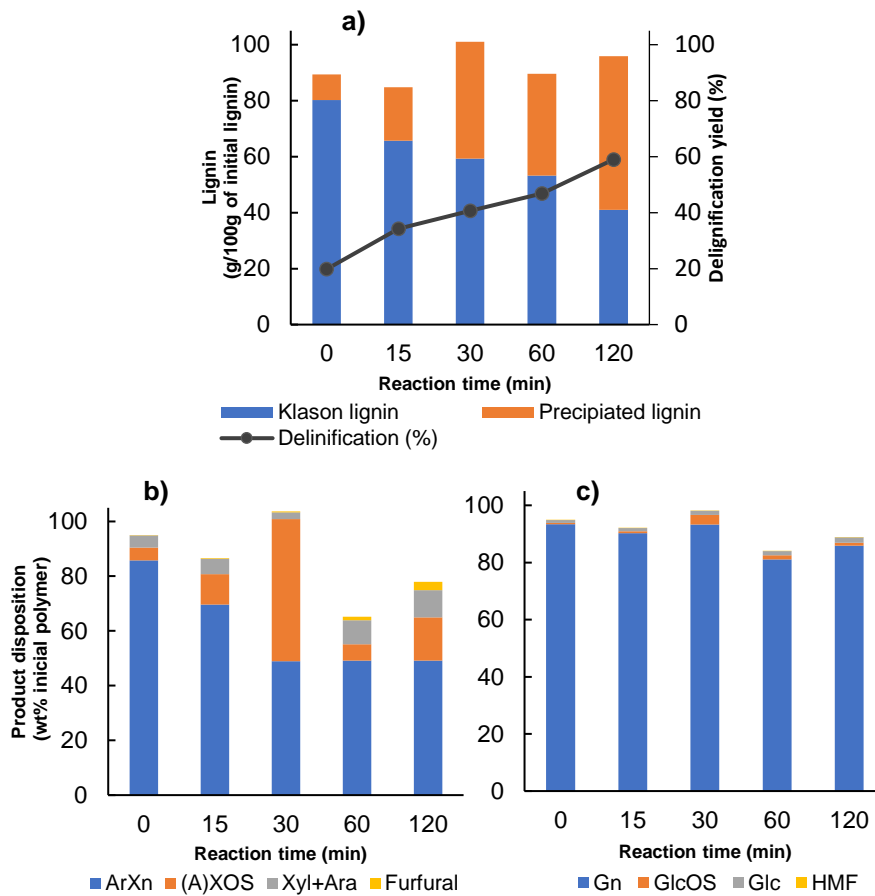 a)
100
80
60
40
20
0
Lignin
(g/100g of initial lignin)
100
80
60
40
20
0
Delignification yield (%)
0 15 30 60 120
Reaction time (min)
Klason lignin Precipiated lignin
Delinification (%)
b)
100
80
60
40
20
0
Product disposition
(wt% inicial polymer)
0 15 30 60 120
Reaction time (min)
ArXn (A)XOS Xyl+Ara Furfural
c)
100
80
60
40
20
0
0 15 30 60 120
Reaction time (min)
Gn GlcOS Glc HMF